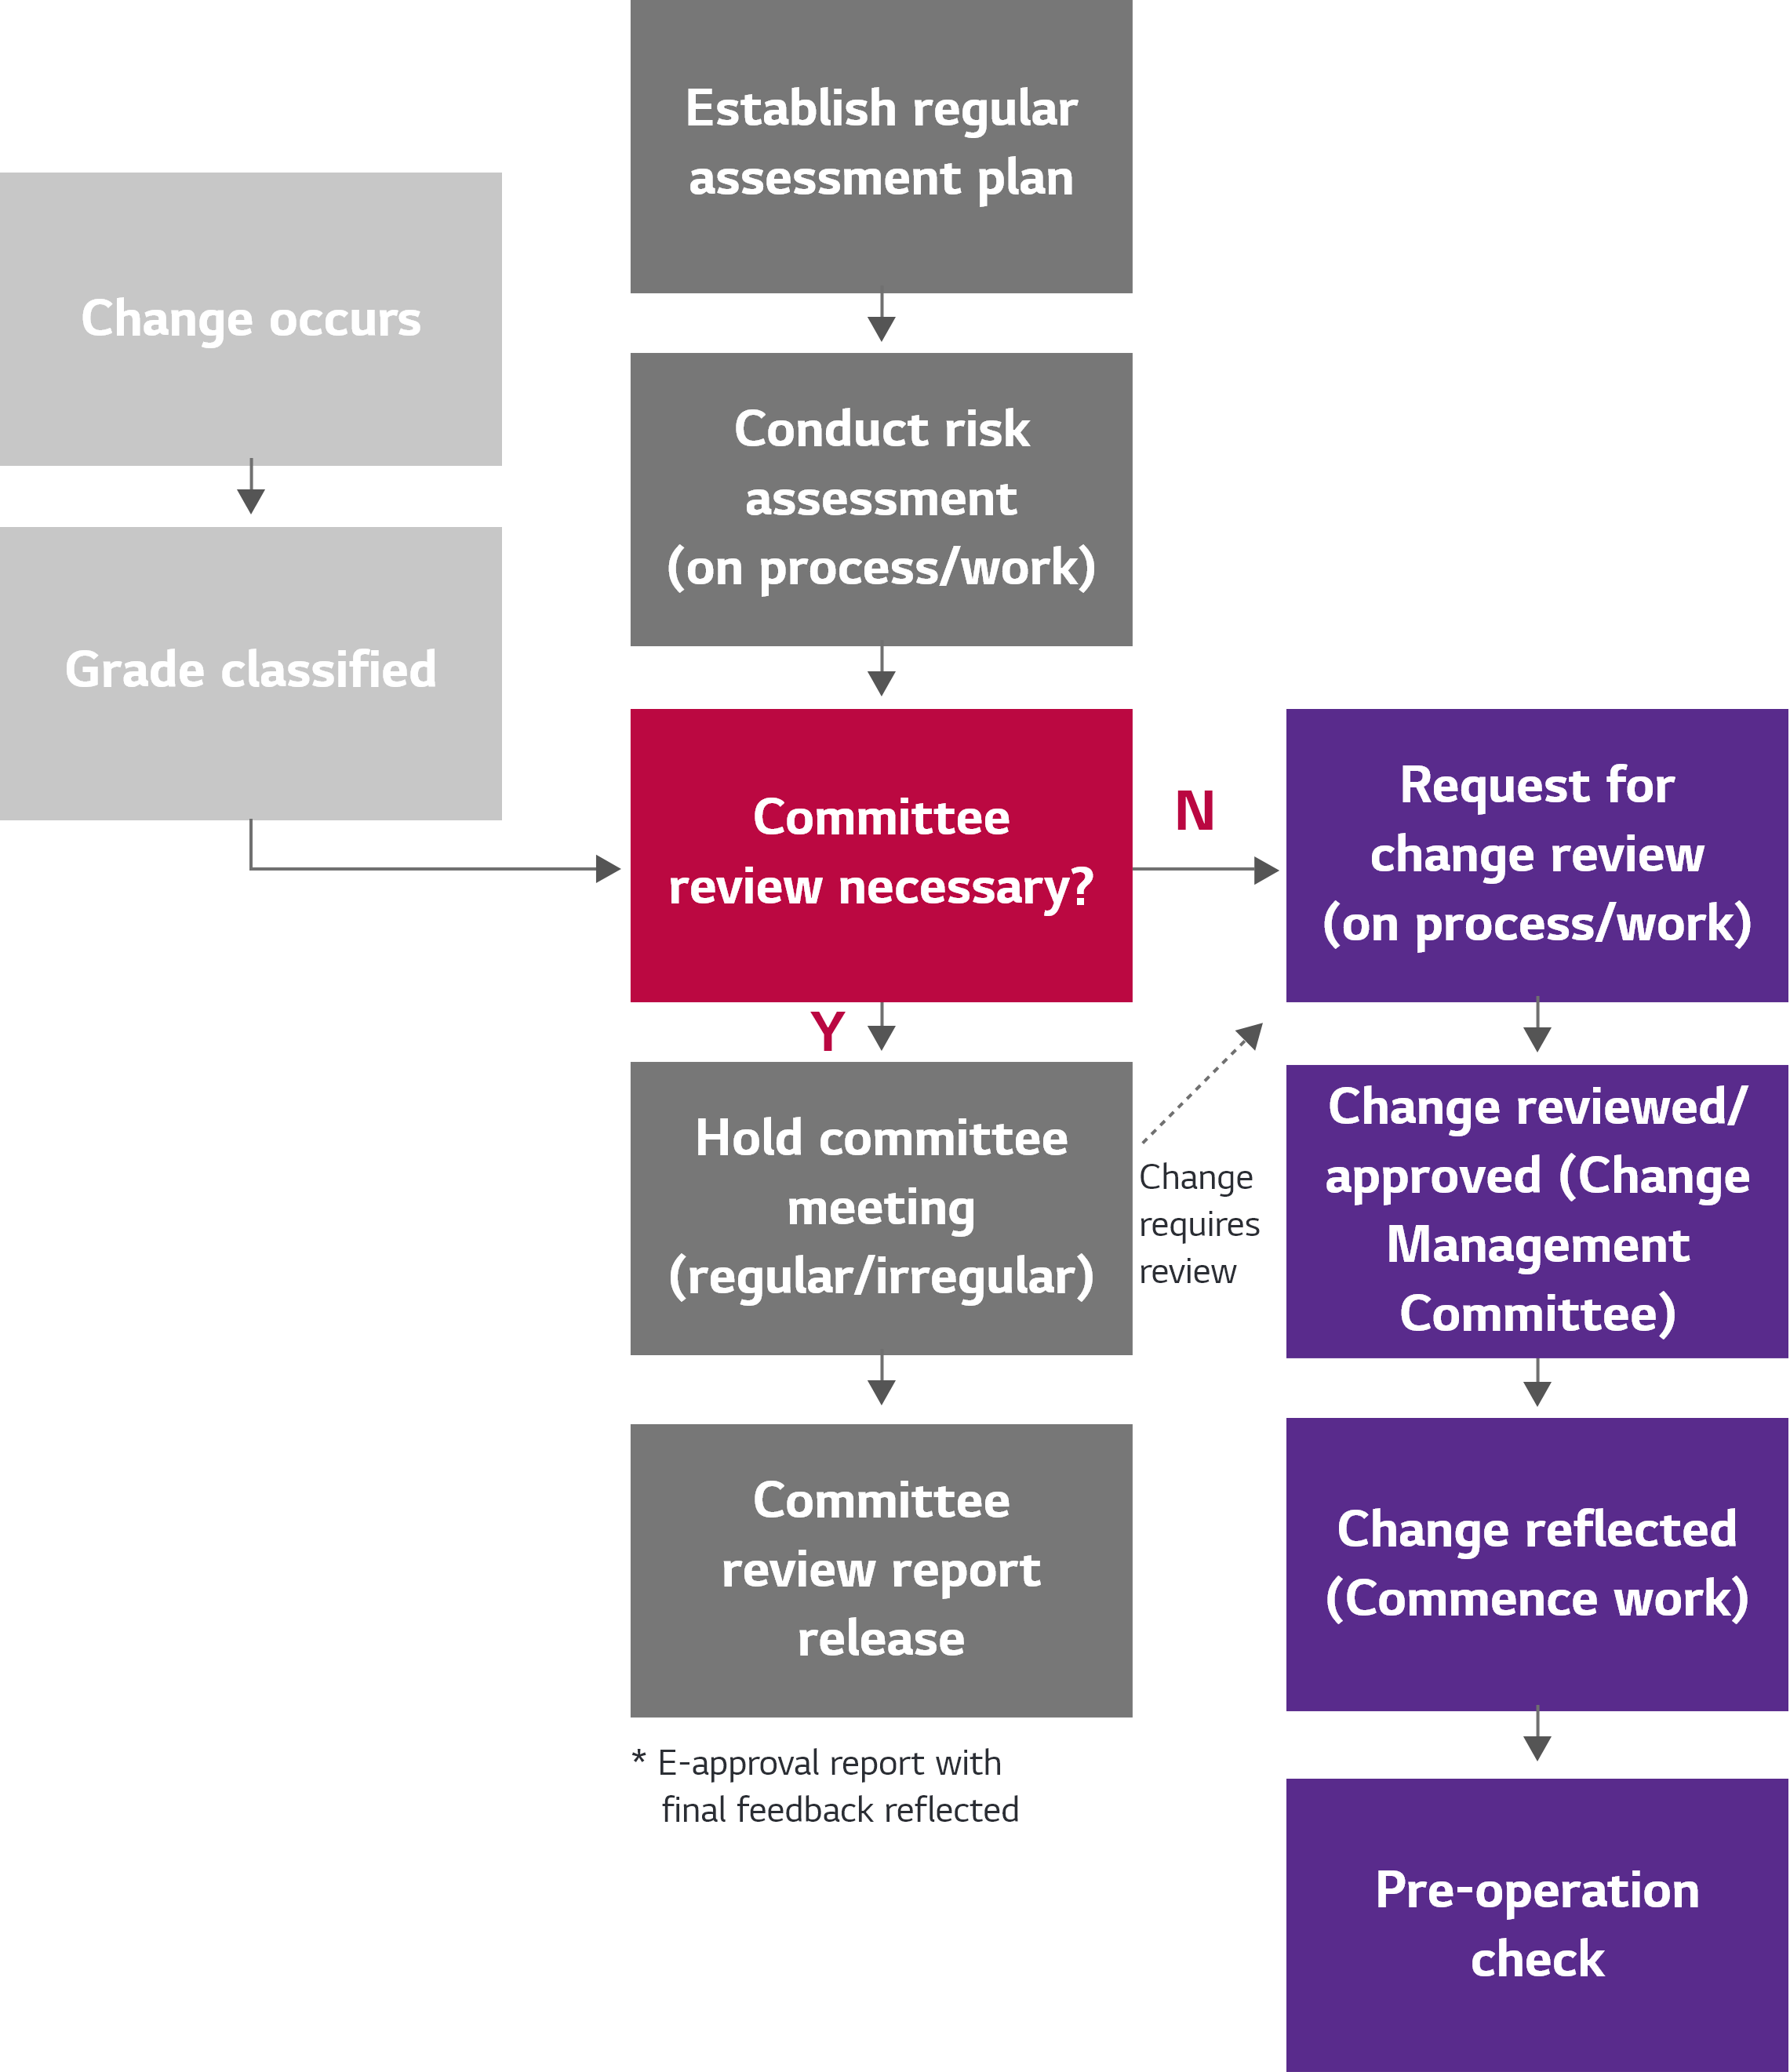 Establish regular
assessment plan
Change occurs
Conduct risk
assessment
(on process/work)
Grade classified
Committee
review necessary?
N
Request for
change review
(on process/work)
Y
Hold committee
meeting
(regular/irregular)
Change
requires
review
Change reviewed/
approved (Change
Management
Committee)
Committee
review report
release
* E-approval report with
final feedback reflected
Change reflected
(Commence work)
Pre-operation
check